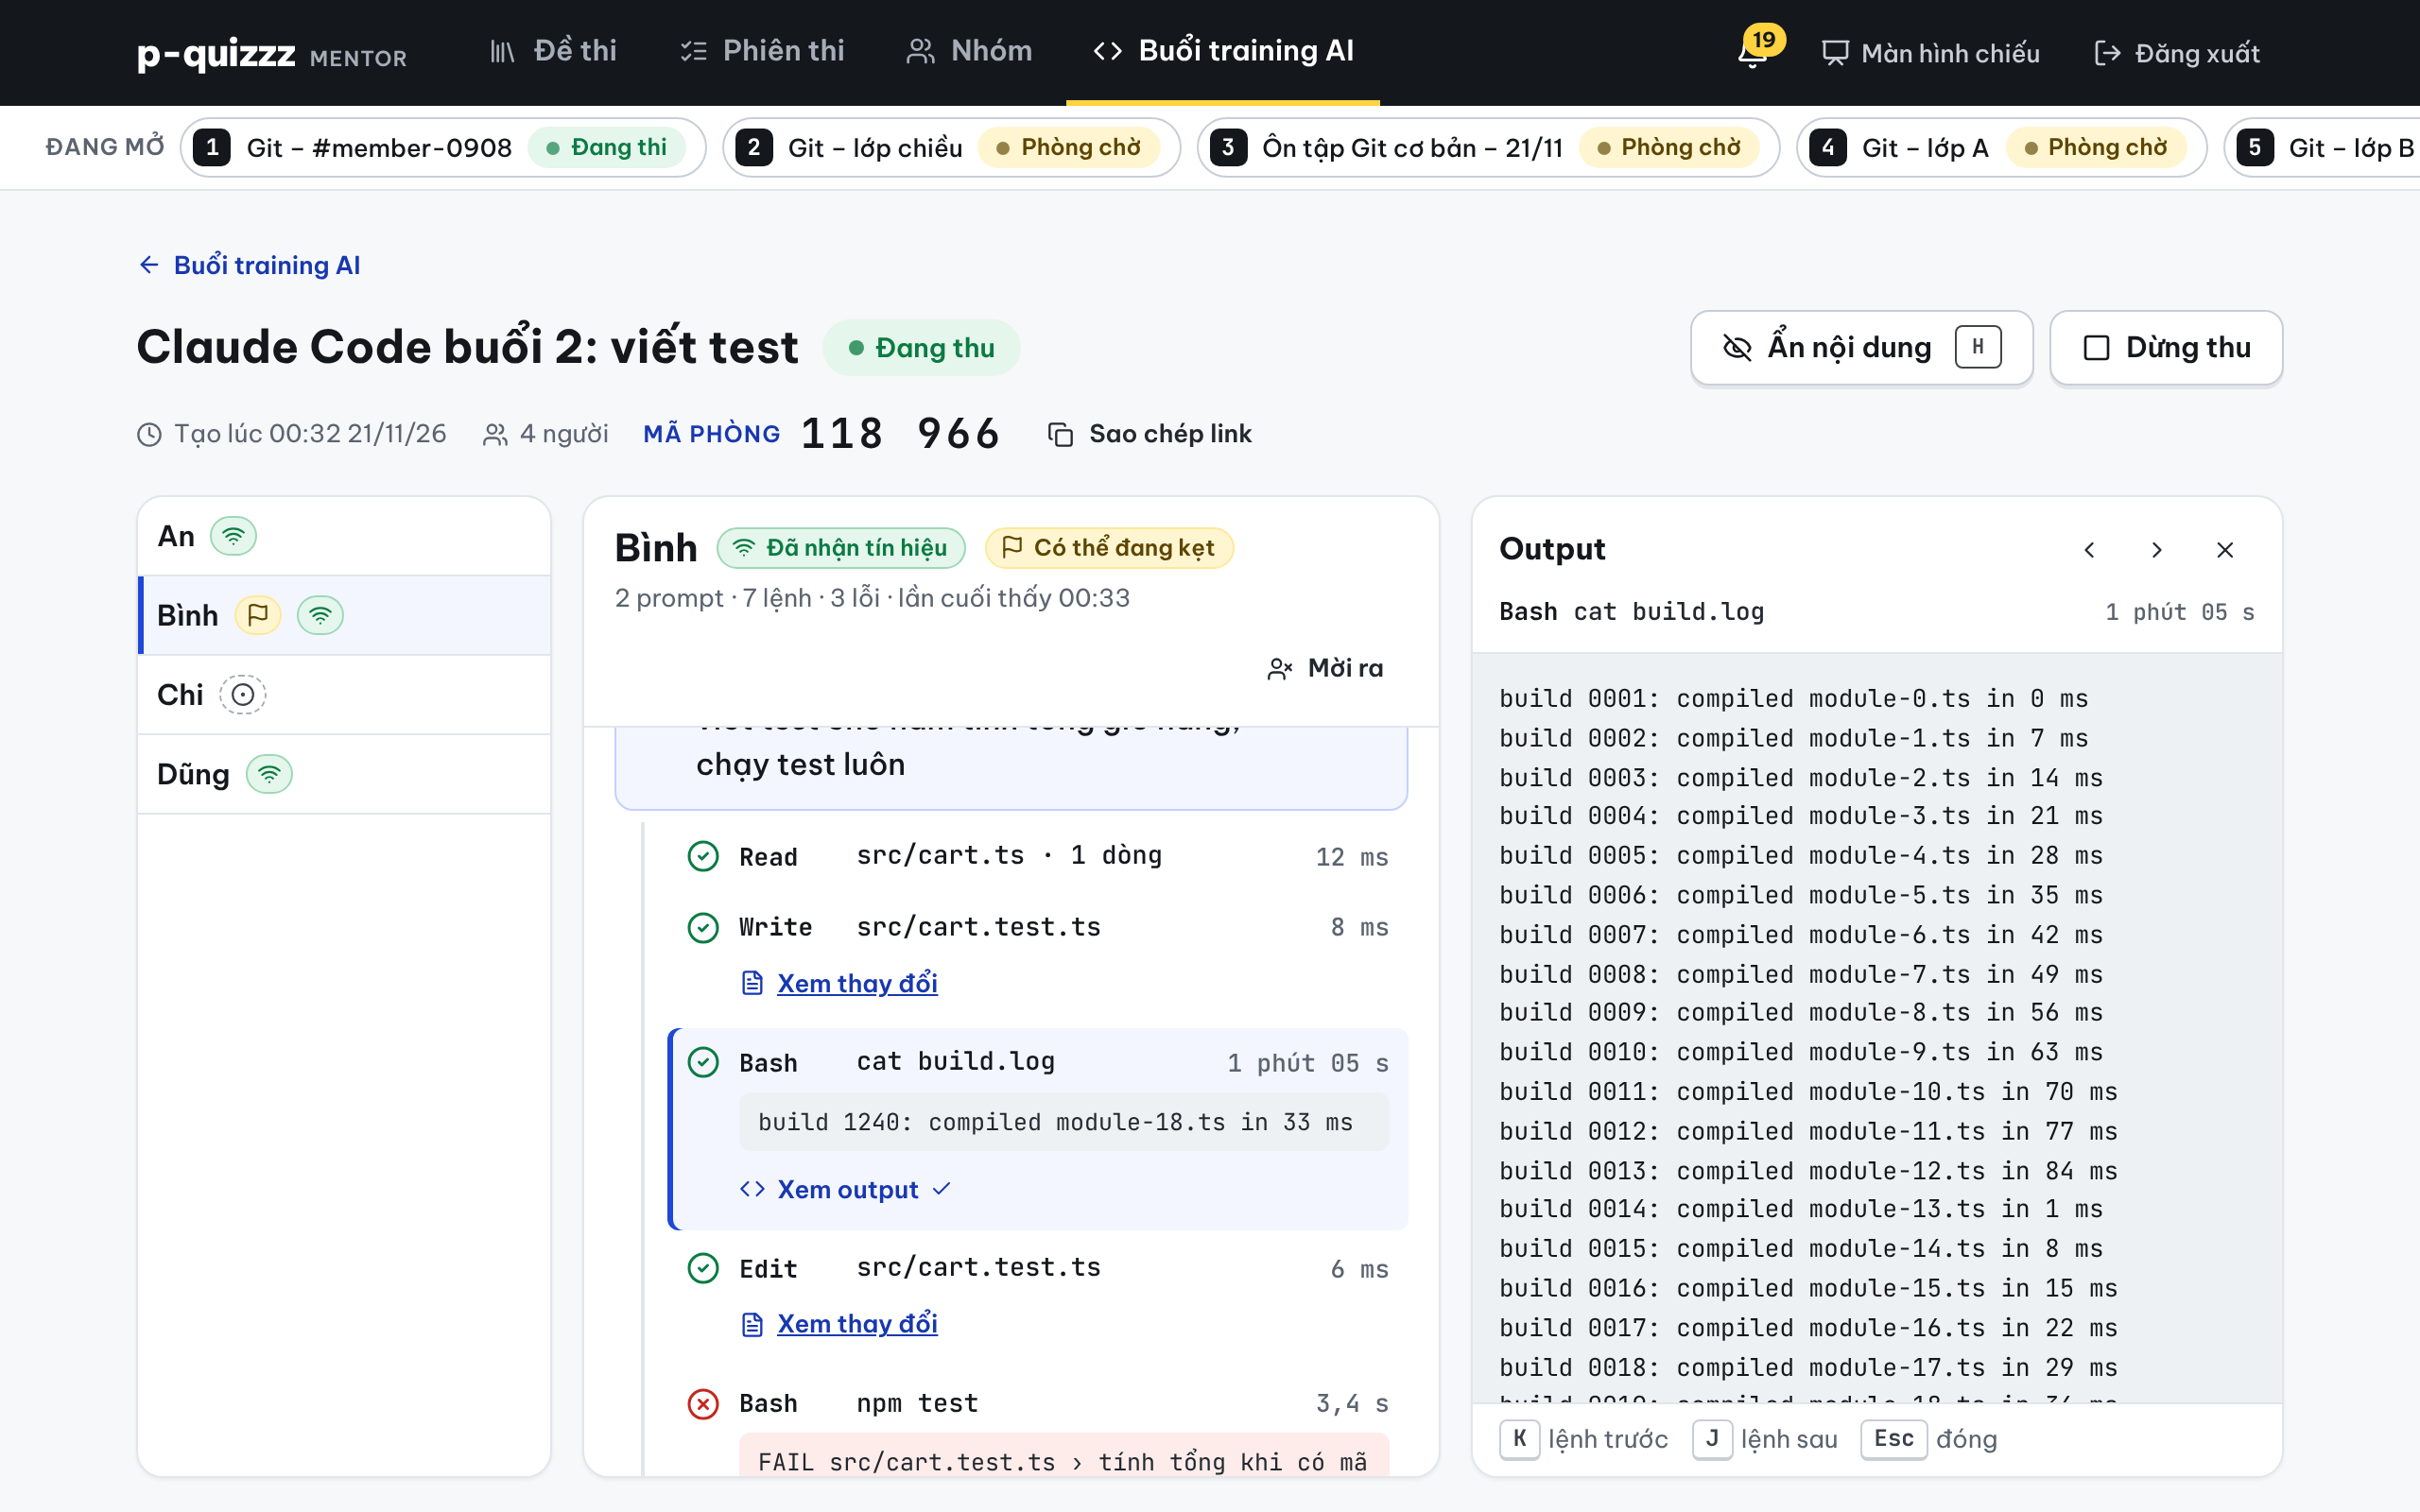 p-quizzz MENTOR
Đề thi
Phiên thi
Nhóm
Buổi training AI
19
Màn hình chiếu
Đăng xuất
ĐANG MỞ
1 Git – #member-0908 Đang thi
2 Git – lớp chiều Phòng chờ
3 Ôn tập Git cơ bản – 21/11 Phòng chờ
4 Git – lớp A Phòng chờ
5 Git – lớp B
Buổi training AI
Claude Code buổi 2: viết test Đang thu
Ẩn nội dung H
Dừng thu
Tạo lúc 00:32 21/11/26 4 người MÃ PHÒNG 118 966 Sao chép link
An
Bình
Chi
Dũng
Bình Đã nhận tín hiệu Có thể đang kẹt
2 prompt · 7 lệnh · 3 lỗi · lần cuối thấy 00:33
Mời ra
chạy test luôn
Read src/cart.ts · 1 dòng 12 ms
Write src/cart.test.ts 8 ms
Xem thay đổi
Bash cat build.log 1 phút 05 s
build 1240: compiled module-18.ts in 33 ms
Xem output
Edit src/cart.test.ts 6 ms
Xem thay đổi
Bash npm test 3,4 s
FAIL src/cart.test.ts › tính tổng khi có mã
Output
Bash cat build.log 1 phút 05 s
build 0001: compiled module-0.ts in 0 ms
build 0002: compiled module-1.ts in 7 ms
build 0003: compiled module-2.ts in 14 ms
build 0004: compiled module-3.ts in 21 ms
build 0005: compiled module-4.ts in 28 ms
build 0006: compiled module-5.ts in 35 ms
build 0007: compiled module-6.ts in 42 ms
build 0008: compiled module-7.ts in 49 ms
build 0009: compiled module-8.ts in 56 ms
build 0010: compiled module-9.ts in 63 ms
build 0011: compiled module-10.ts in 70 ms
build 0012: compiled module-11.ts in 77 ms
build 0013: compiled module-12.ts in 84 ms
build 0014: compiled module-13.ts in 1 ms
build 0015: compiled module-14.ts in 8 ms
build 0016: compiled module-15.ts in 15 ms
build 0017: compiled module-16.ts in 22 ms
build 0018: compiled module-17.ts in 29 ms
K lệnh trước J lệnh sau Esc đóng